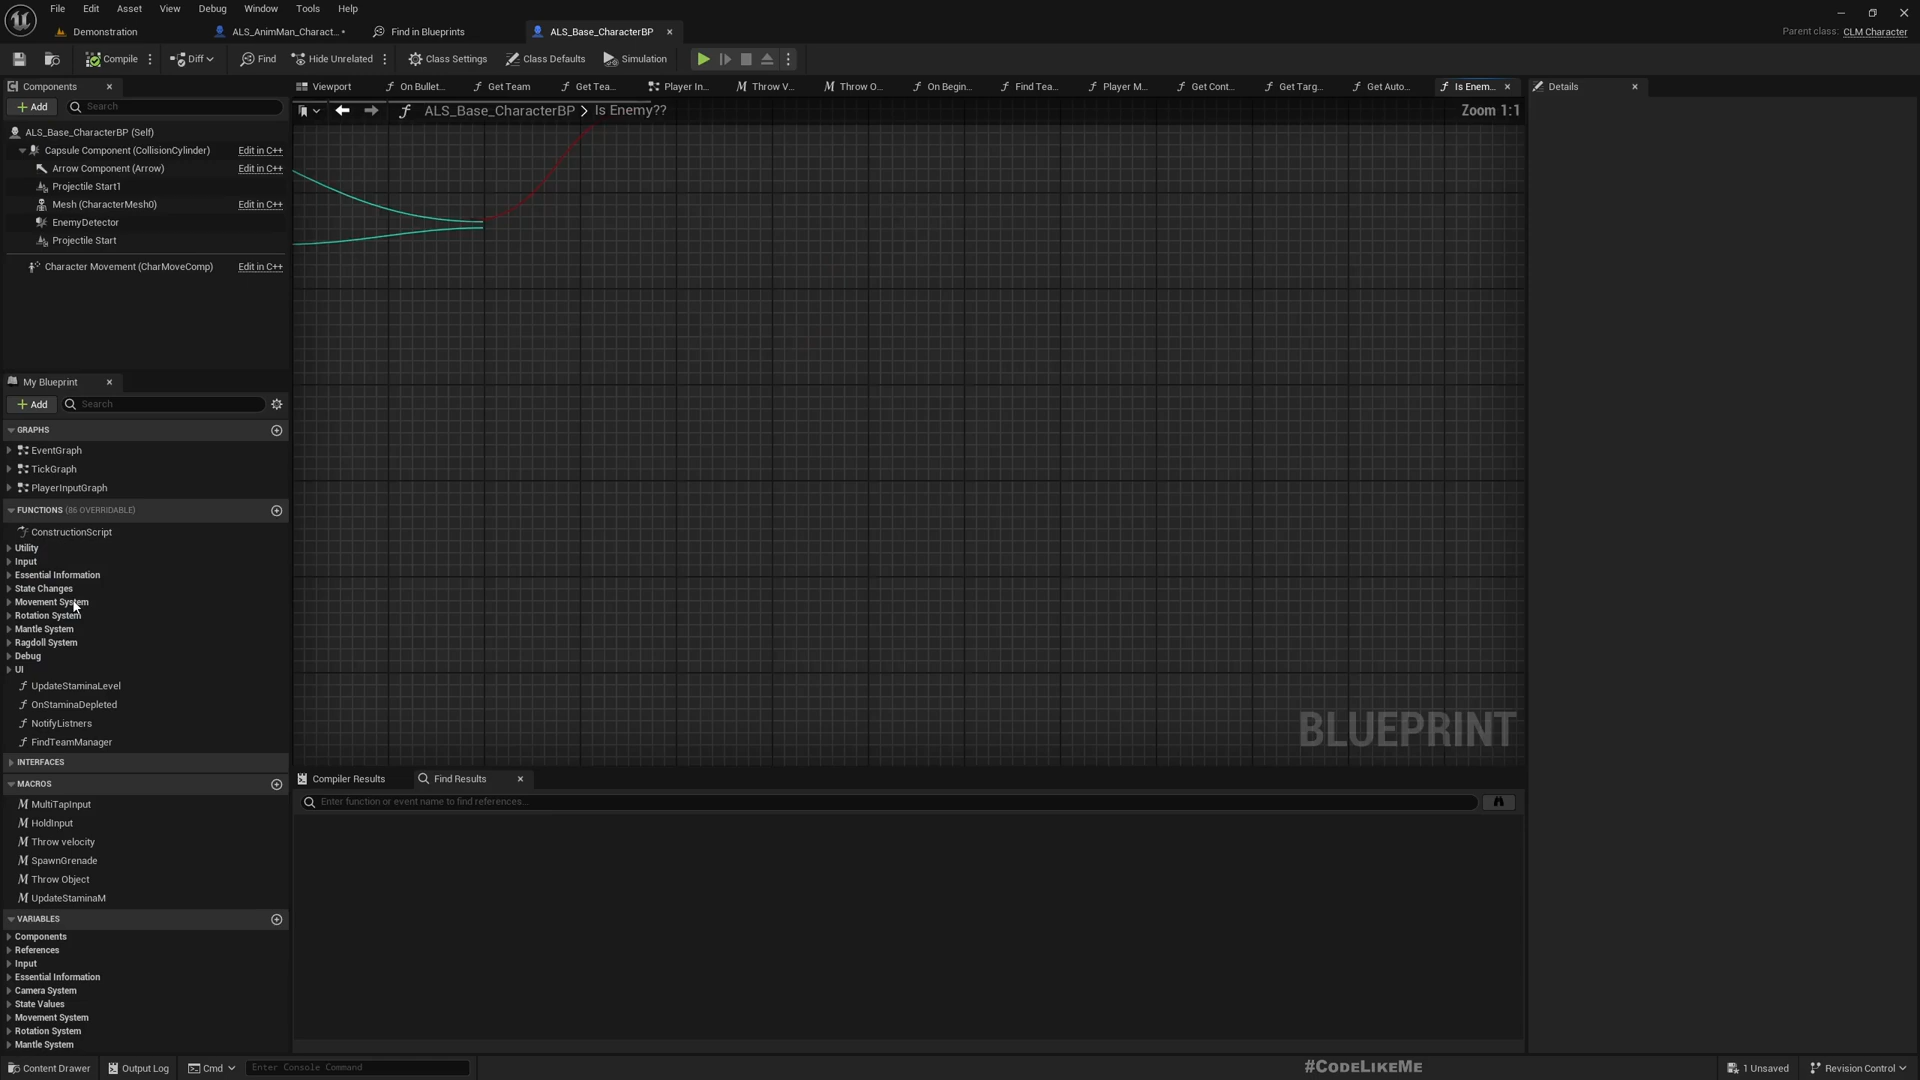 File Edit Asset View Debug Window Tools Help
Demonstration
ALS_AnimMan_Charact...•
Find in Blueprints
ALS_Base_CharacterBP
Parent class: CLM Character
Compile
Diff
Find
Hide Unrelated
Class Settings
Class Defaults
Simulation
Components
Viewport
On Bullet...
Get Team
Get Tea...
Player In...
Throw V...
Throw O...
On Begin...
Find Tea...
Player M...
Get Cont...
Get Targ...
Get Auto...
Is Enem...
Details
+ Add
Search
ALS_Base_CharacterBP > Is Enemy??
Zoom 1:1
ALS_Base_CharacterBP (Self)
Capsule Component (CollisionCylinder) Edit in C++
Arrow Component (Arrow) Edit in C++
Projectile Start1
Mesh (CharacterMesh0) Edit in C++
EnemyDetector
Projectile Start
Character Movement (CharMoveComp) Edit in C++
My Blueprint
+ Add
Search
GRAPHS
EventGraph
TickGraph
PlayerInputGraph
FUNCTIONS (86 OVERRIDABLE)
ConstructionScript
Utility
Input
Essential Information
State Changes
Movement System
Rotation System
Mantle System
Ragdoll System
Debug
UI
UpdateStaminaLevel
OnStaminaDepleted
NotifyListners
FindTeamManager
INTERFACES
MACROS
MultiTapInput
HoldInput
Throw velocity
SpawnGrenade
Throw Object
UpdateStaminaM
VARIABLES
Components
References
Input
Essential Information
Camera System
State Values
Movement System
Rotation System
Mantle System
BLUEPRINT
Compiler Results
Find Results
Enter function or event name to find references...
Content Drawer
Output Log
Cmd
Enter Console Command
#CodeLikeMe
1 Unsaved
Revision Control